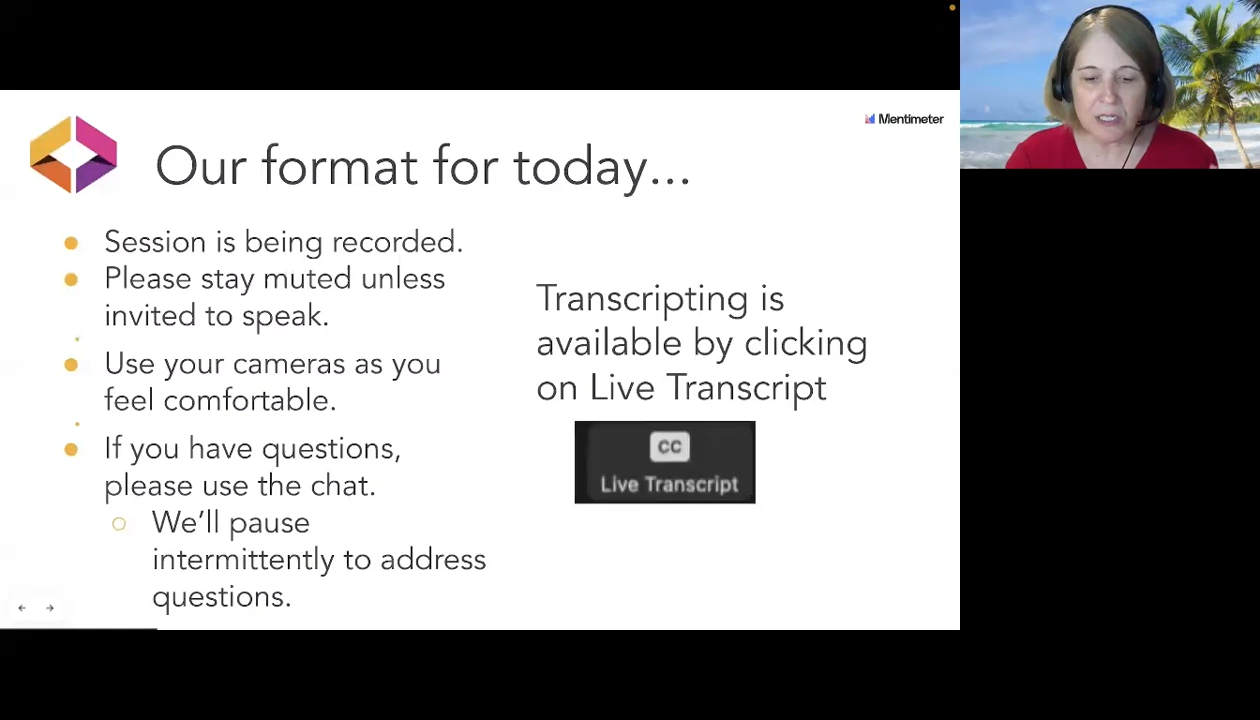 Mentimeter
Our format for today...
Session is being recorded.
Please stay muted unless
invited to speak.
Use your cameras as you
feel comfortable.
If you have questions,
please use the chat.
We’ll pause
intermittently to address
questions.
Transcripting is
available by clicking
on Live Transcript
CC
Live Transcript